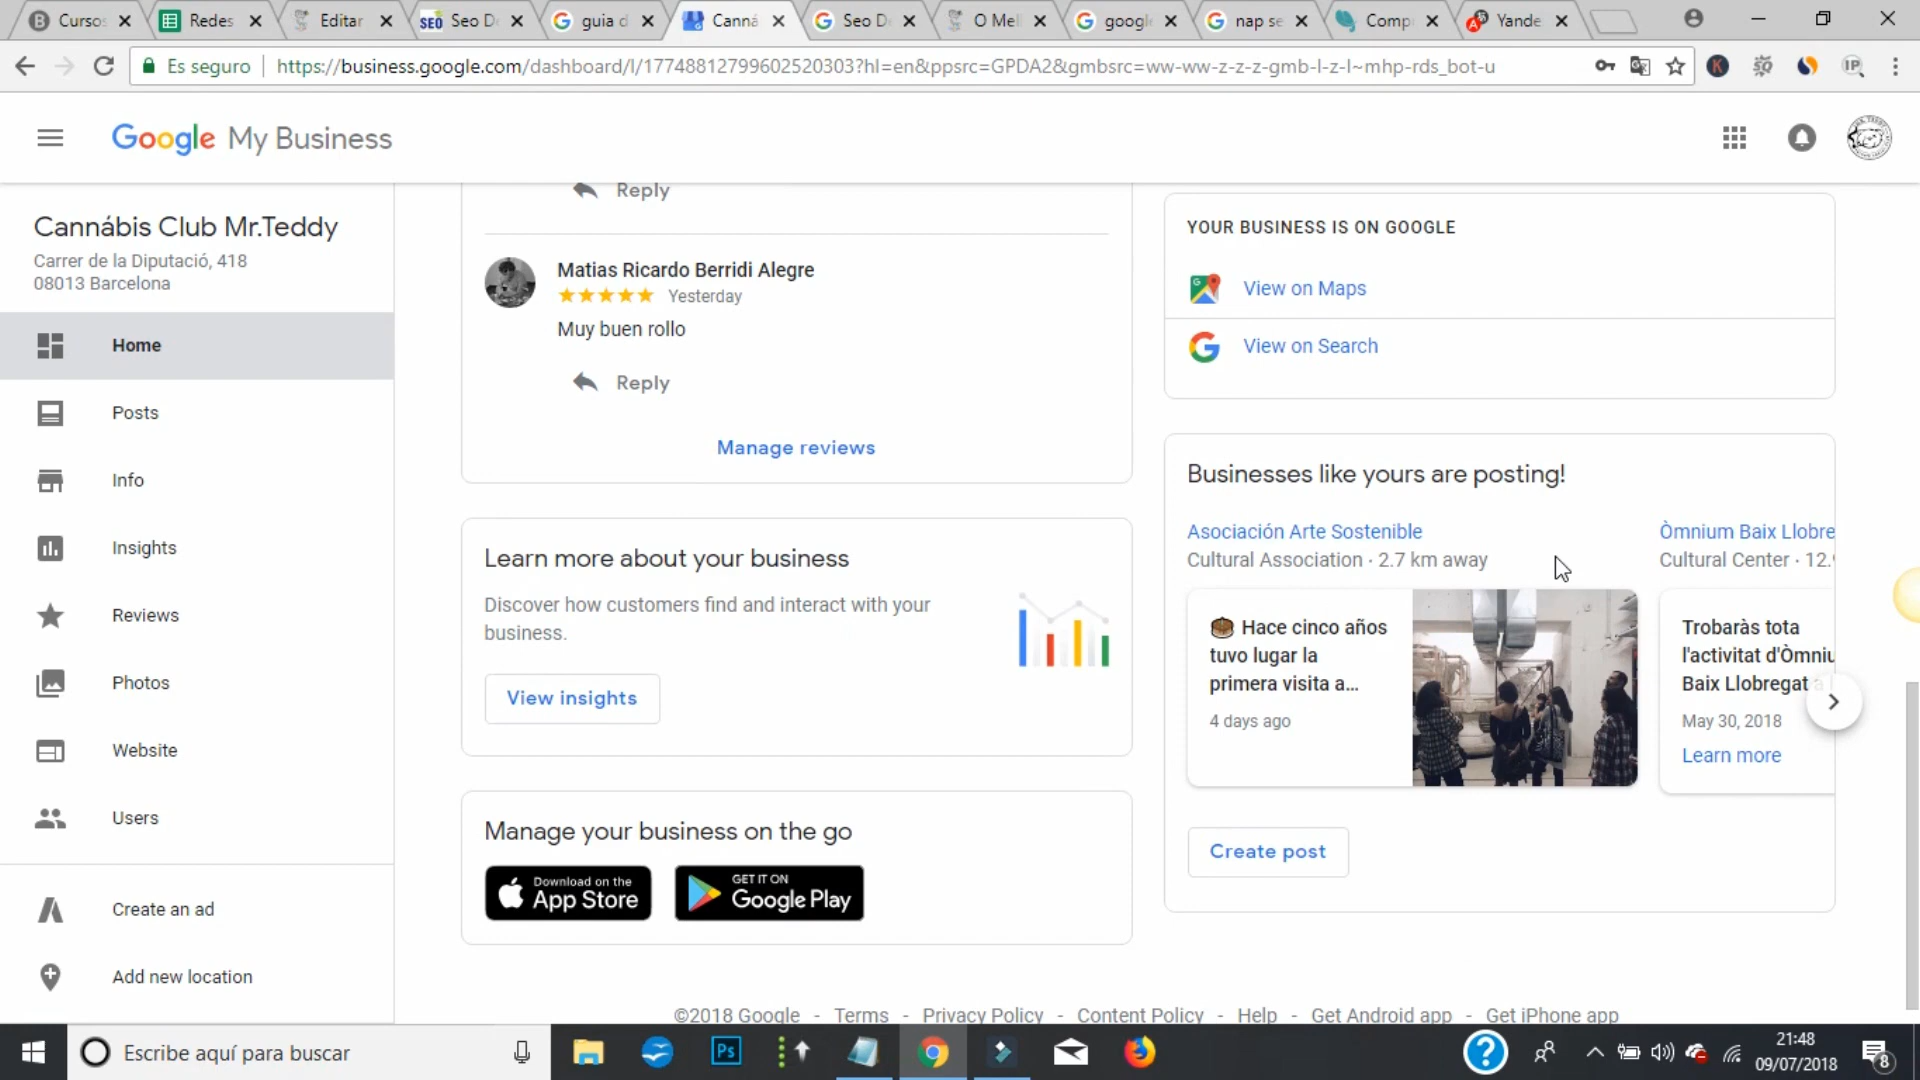 Cursos
Redes
Editar
SEO Seo D
guia d
Canná
Seo D
O Mel
googl
nap se
Comp
Yande
Es seguro
https://business.google.com/dashboard/l/17748812799602520303?hl=en&ppsrc=GPDA2&gmbsrc=ww-ww-z-z-z-gmb-l-z-l~mhp-rds_bot-u
Google My Business
Cannábis Club Mr.Teddy
Carrer de la Diputació, 418
08013 Barcelona
Home
Posts
Info
Insights
Reviews
Photos
Website
Users
Create an ad
Add new location
Reply
Matias Ricardo Berridi Alegre
Yesterday
Muy buen rollo
Reply
Manage reviews
Learn more about your business
Discover how customers find and interact with your
business.
View insights
Manage your business on the go
Download on the
App Store
GET IT ON
Google Play
YOUR BUSINESS IS ON GOOGLE
View on Maps
View on Search
Businesses like yours are posting!
Asociación Arte Sostenible
Cultural Association · 2.7 km away
Hace cinco años
tuvo lugar la
primera visita a...
4 days ago
Òmnium Baix Llobre
Cultural Center · 12.
Trobaràs tota
l'activitat d'Òmniu
Baix Llobregat a
May 30, 2018
Learn more
Create post
©2018 Google - Terms - Privacy Policy - Content Policy - Help - Get Android app - Get iPhone app
Escribe aquí para buscar
Ps
21:48
09/07/2018
8